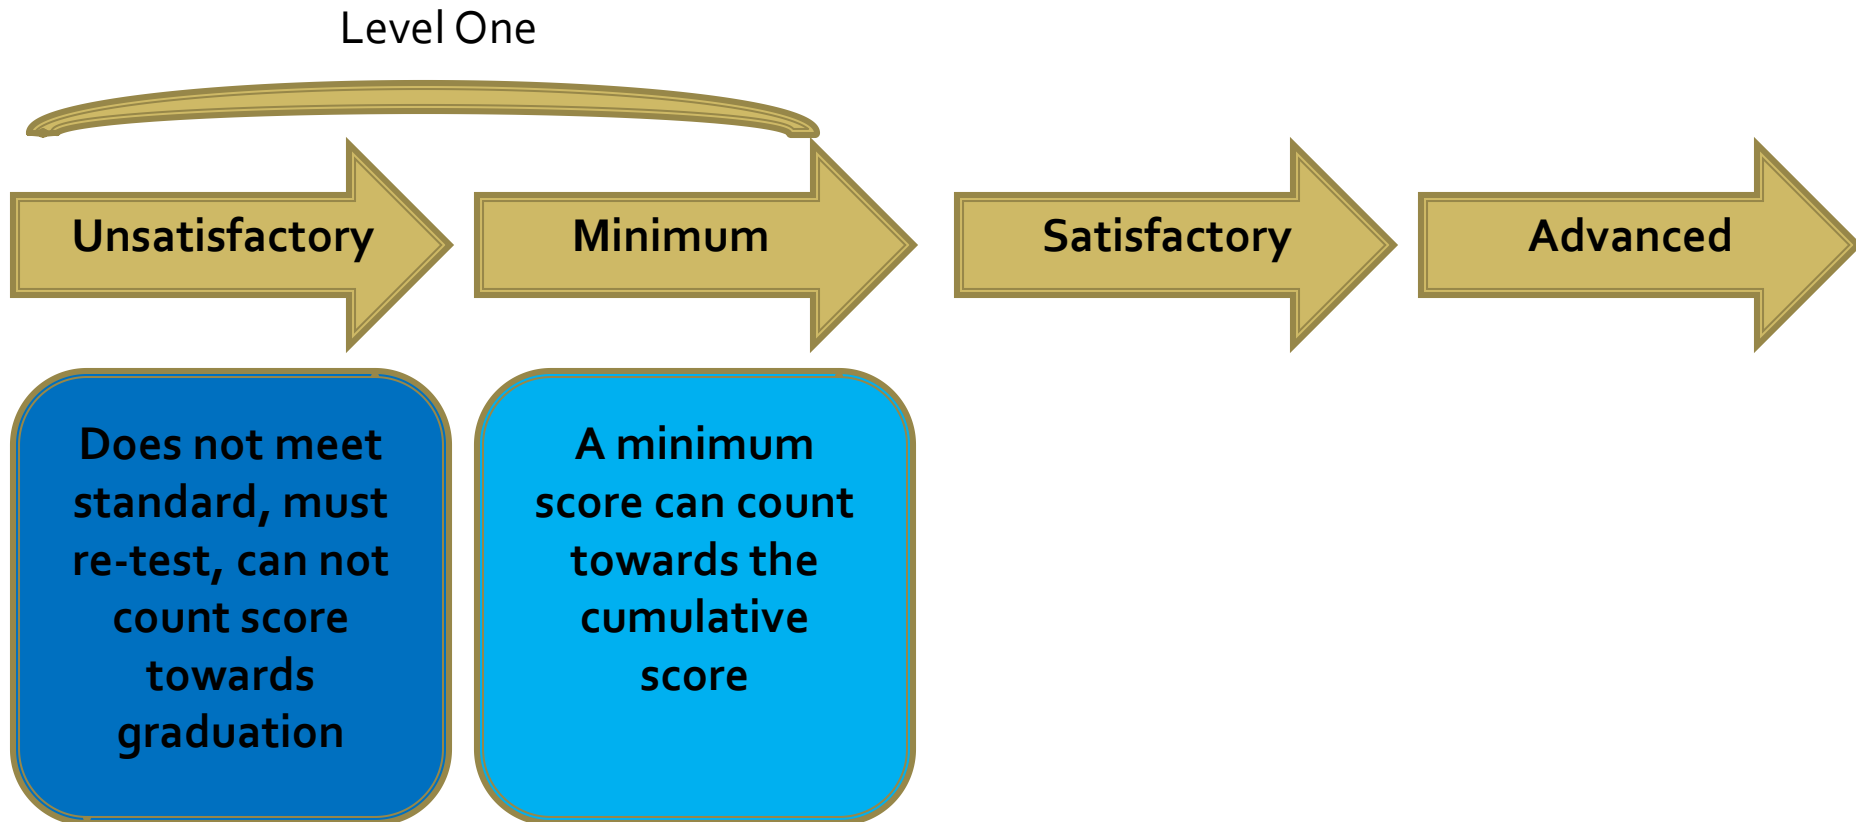 Level One
Unsatisfactory
Minimum
Satisfactory
Advanced
Does not meet
standard, must
re-test, can not
count score
towards
graduation
A minimum
score can count
towards the
cumulative
score